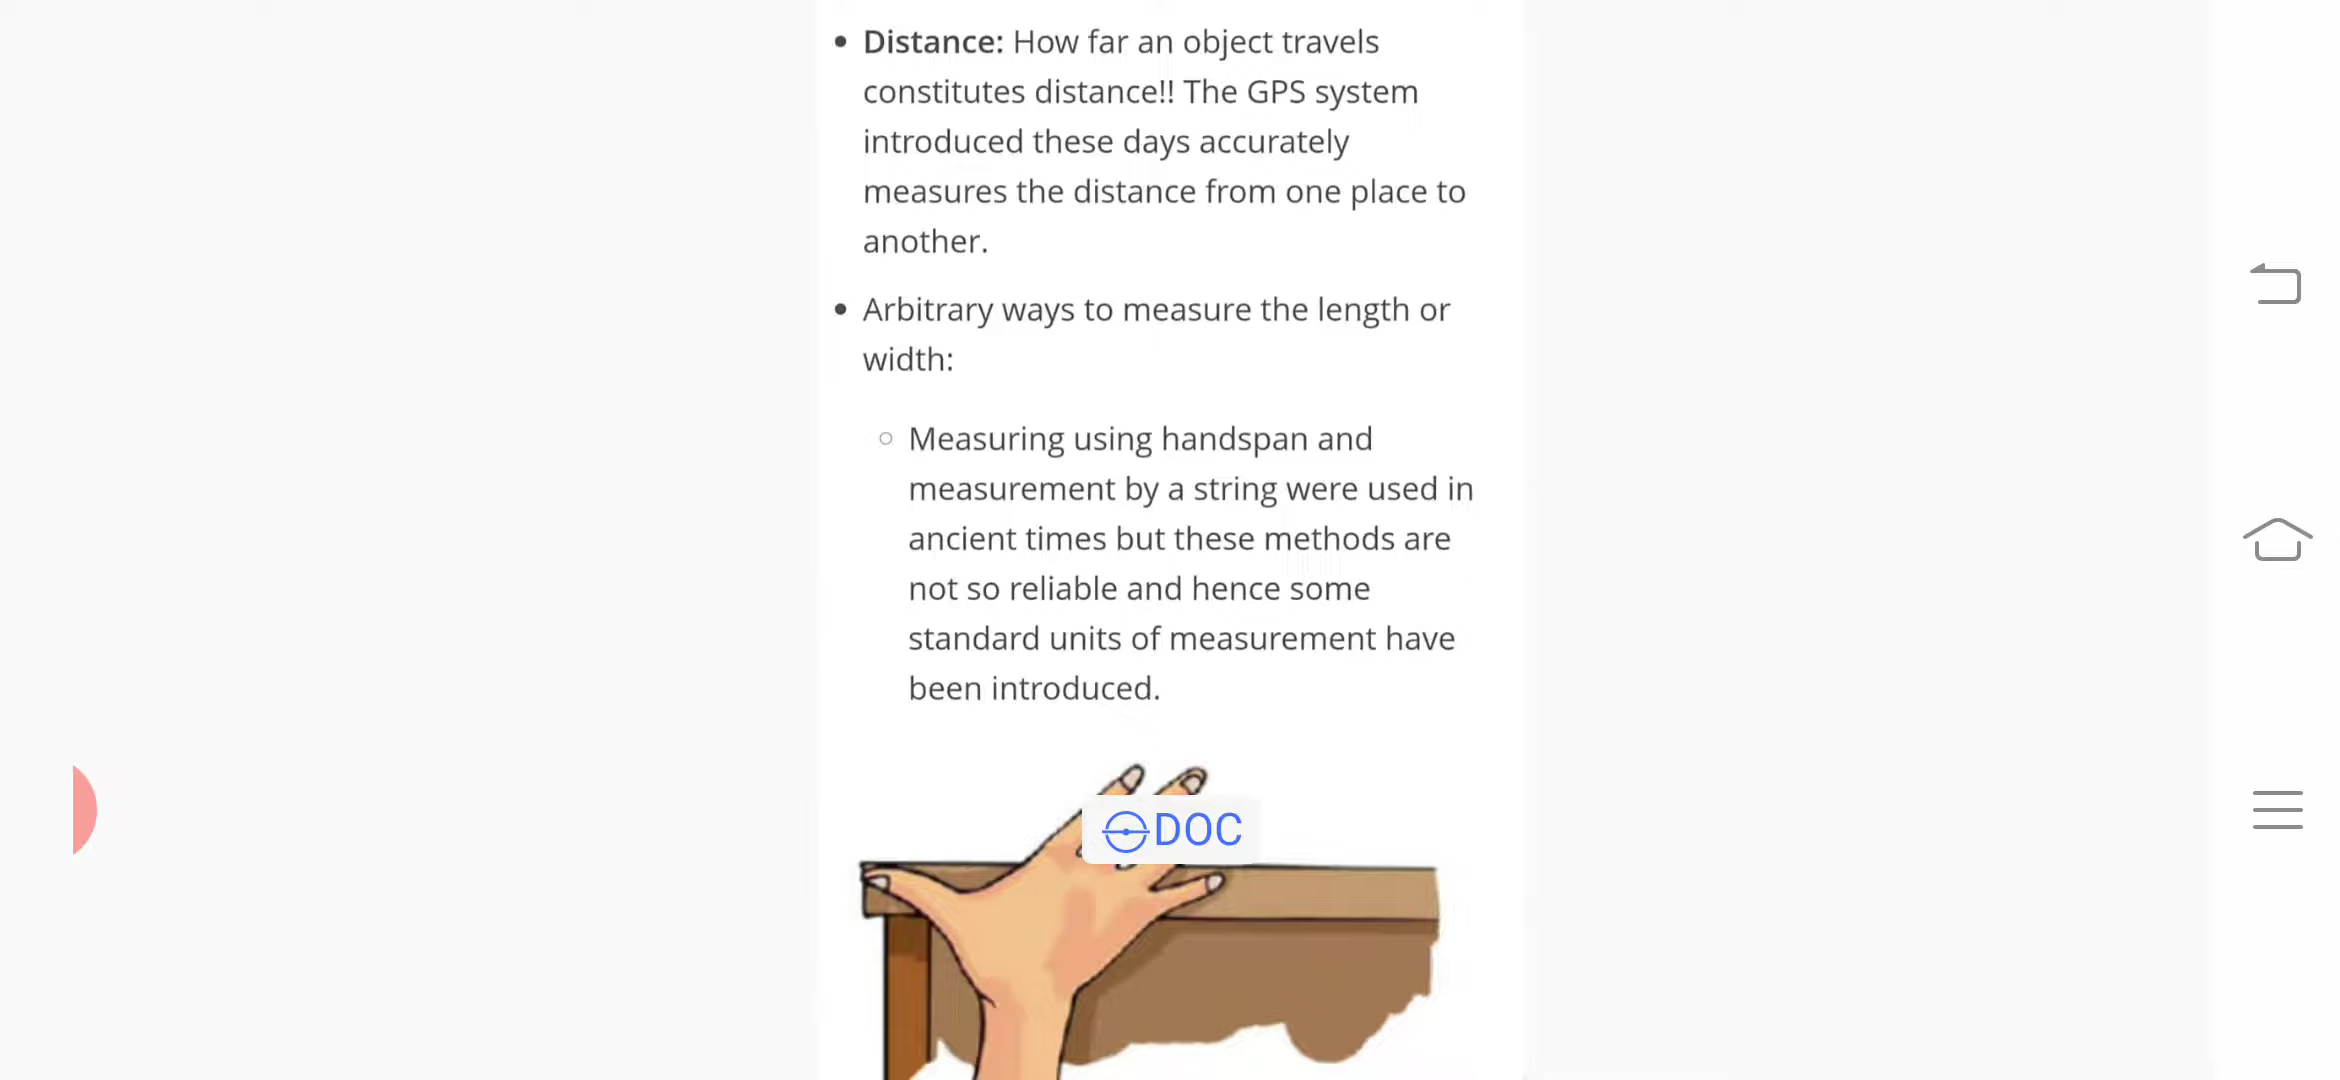 Distance: How far an object travels
constitutes distance!! The GPS system
introduced these days accurately
measures the distance from one place to
another.
Arbitrary ways to measure the length or
width:
Measuring using handspan and
measurement by a string were used in
ancient times but these methods are
not so reliable and hence some
standard units of measurement have
been introduced.
DOC